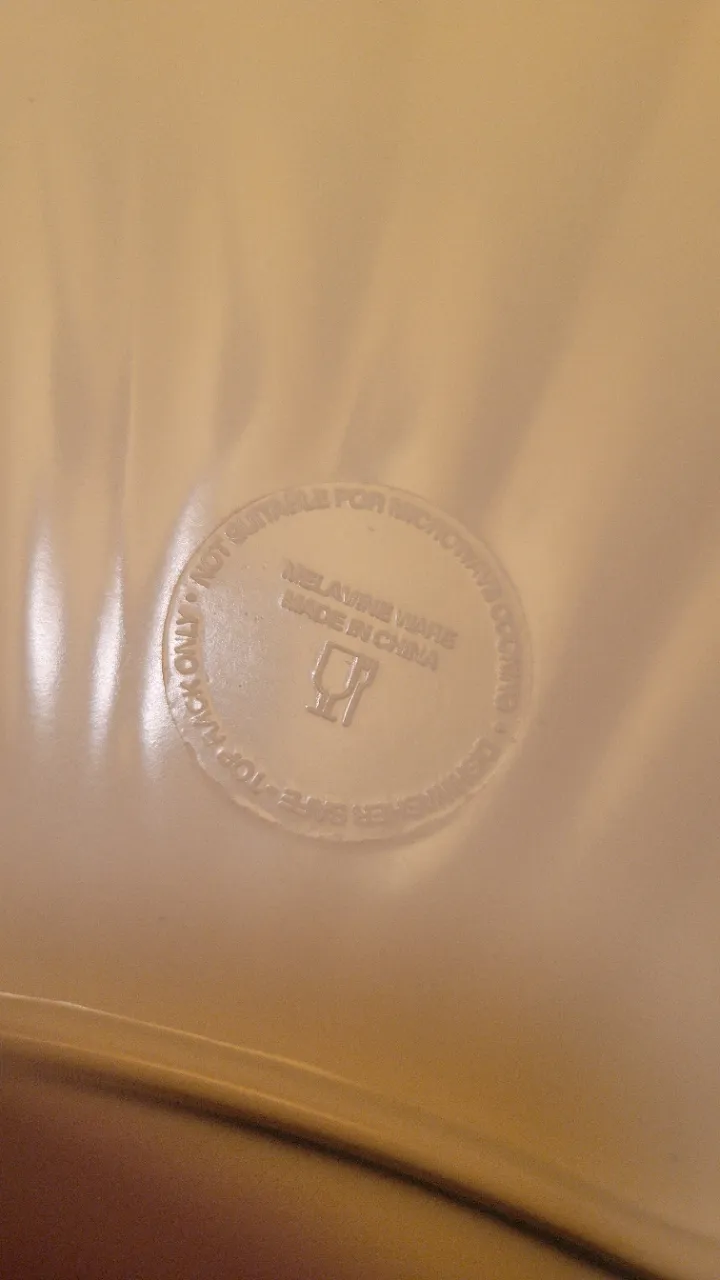 • NOT SUITABLE FOR MICROWAVE COOKING • DISHWASHER SAFE - TOP RACK ONLY
MELAMINE WARE
MADE IN CHINA